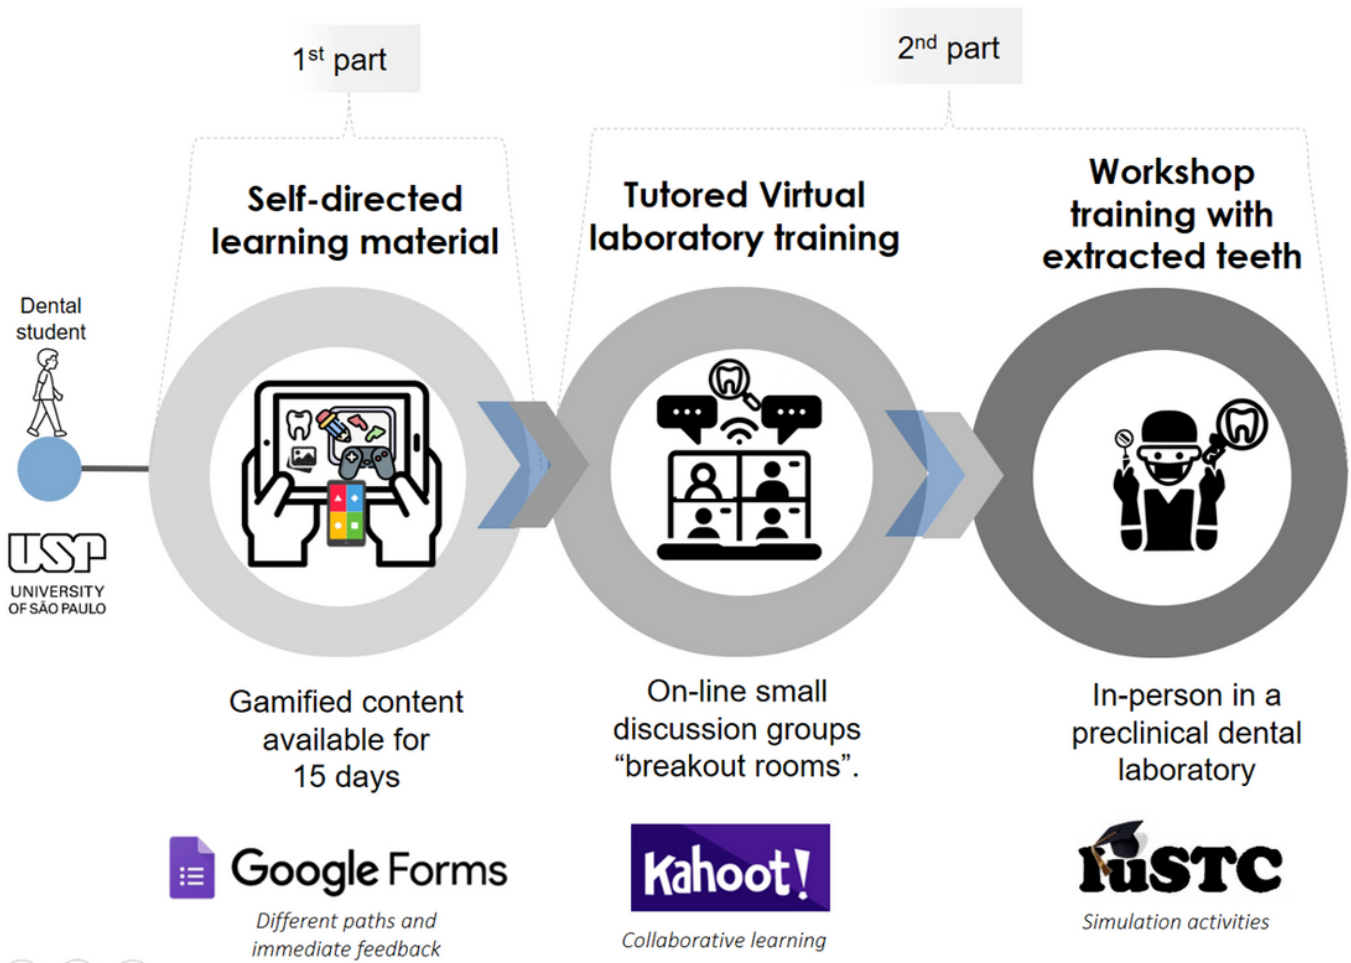 1st part
2nd part
Self-directed
learning material
Tutored Virtual
laboratory training
Workshop
training with
extracted teeth
Dental
student
USP
UNIVERSITY
OF SÃO PAULO
Gamified content
available for
15 days
On-line small
discussion groups
“breakout rooms”.
In-person in a
preclinical dental
laboratory
Google Forms
Different paths and
immediate feedback
Kahoot!
Collaborative learning
IuSTC
Simulation activities